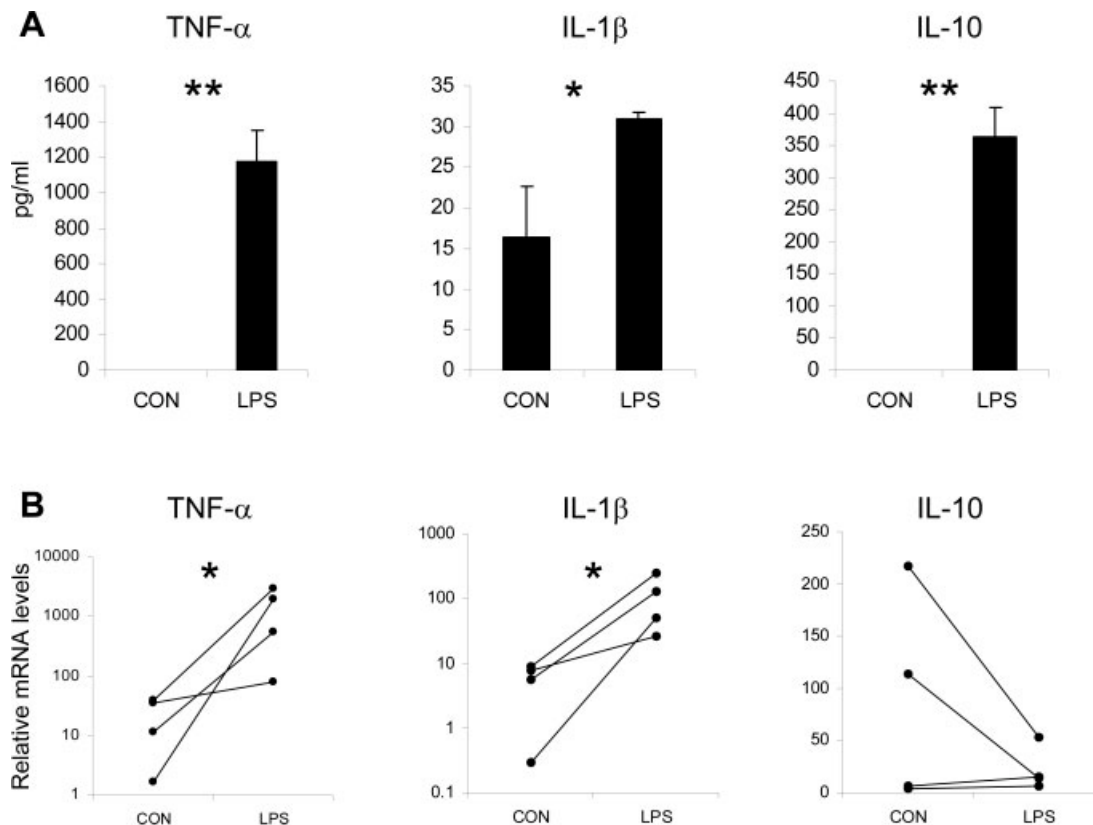 A
TNF-α
IL-1β
IL-10
pg/ml
1600
1400
1200
1000
800
600
400
200
0
**
CON
LPS
35
30
25
20
15
10
5
0
*
CON
LPS
450
400
350
300
250
200
150
100
50
0
**
CON
LPS
B
TNF-α
IL-1β
IL-10
Relative mRNA levels
10000
1000
100
10
1
*
CON
LPS
1000
100
10
1
0.1
*
CON
LPS
250
200
150
100
50
0
CON
LPS